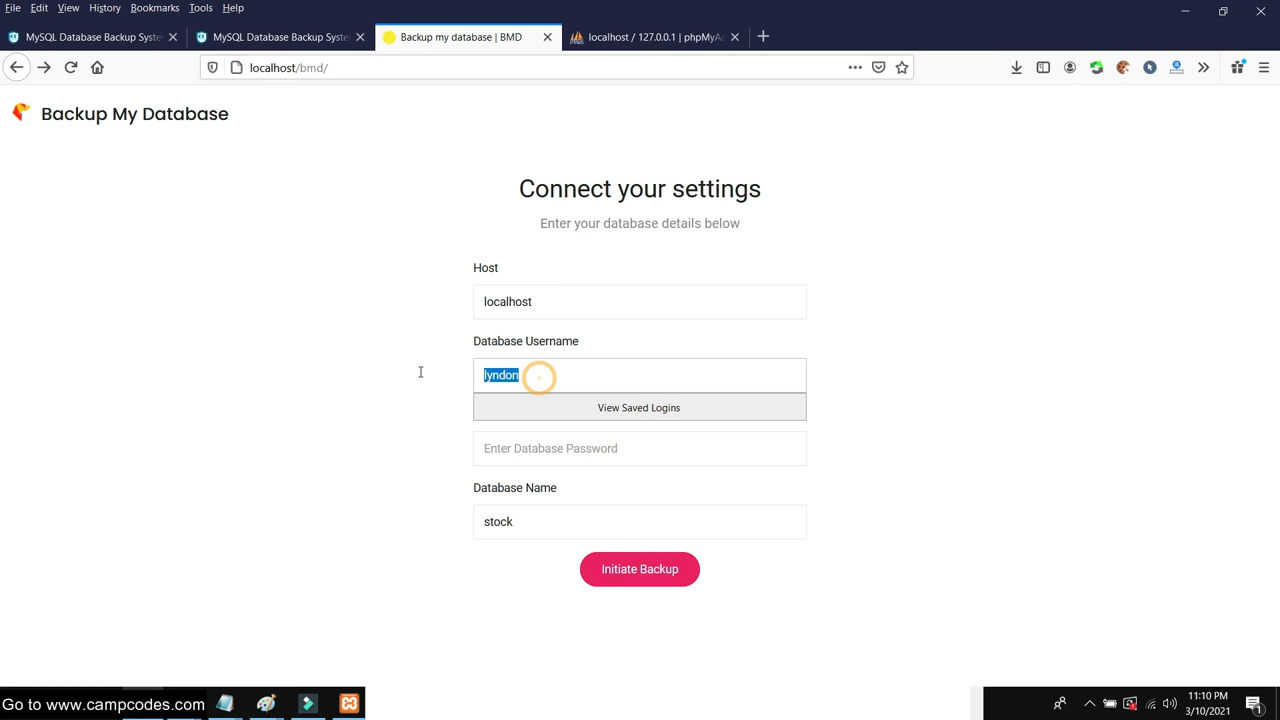 File Edit View History Bookmarks Tools Help
MySQL Database Backup Syste
MySQL Database Backup Syste
Backup my database | BMD
localhost / 127.0.0.1 | phpMyAd
localhost/bmd/
Backup My Database
Connect your settings
Enter your database details below
Host
localhost
Database Username
lyndon
View Saved Logins
Enter Database Password
Database Name
stock
Initiate Backup
Go to www.campcodes.com
11:10 PM
3/10/2021
1